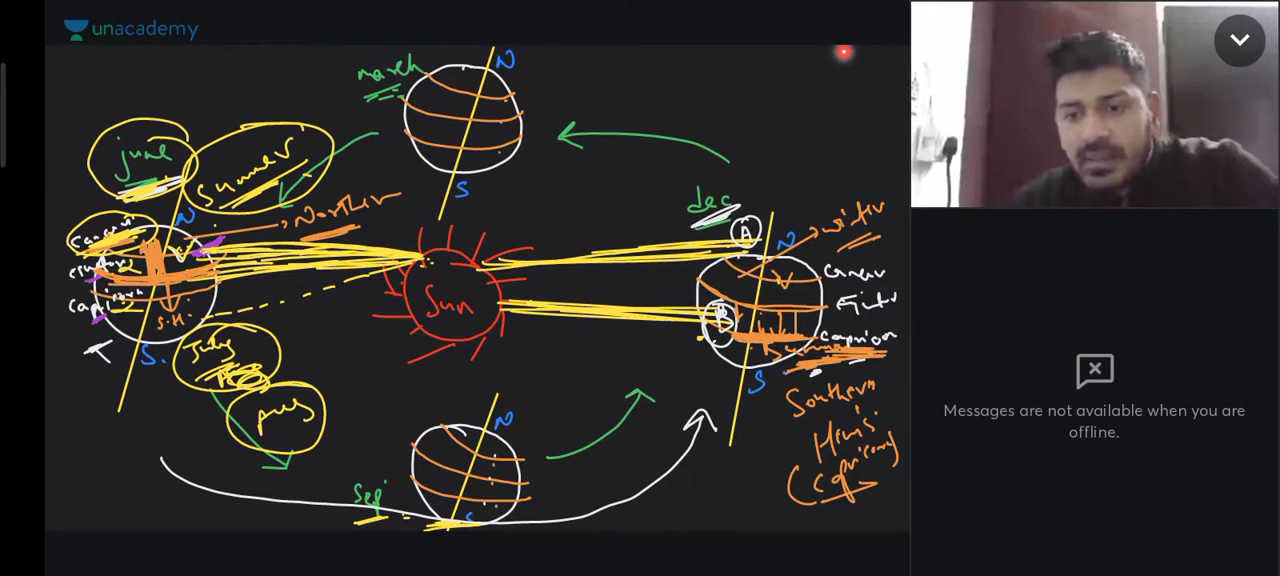 unacademy
N
march
S
june
Summer
N
Northern
dec
A
N
winter
Cancer
Cancer
Capricorn
Capricorn
S.H.
S.
Sun
B
July
Aug
S
Southern
Hemis.
(Capricorn)
N
Sep
S
Messages are not available when you are
offline.